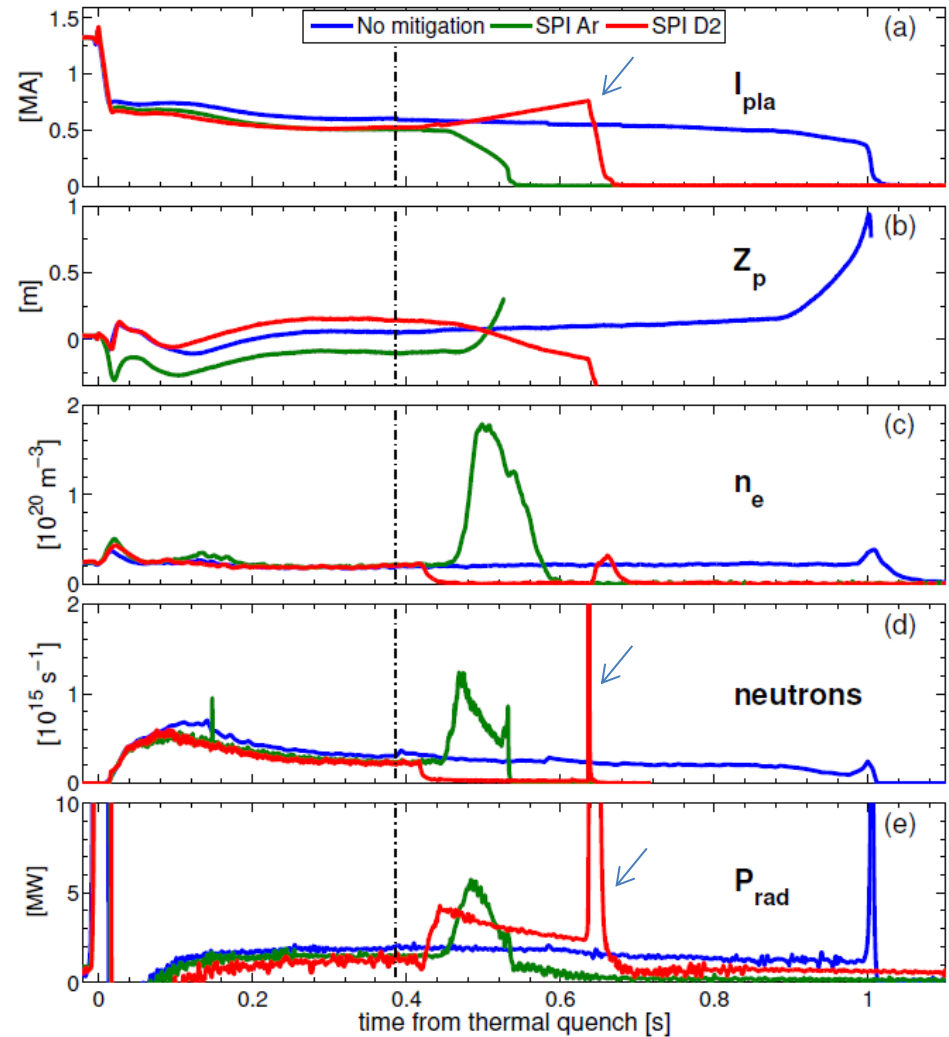 No mitigation SPI Ar SPI D2
(a)
1.5
1
0.5
0
[MA]
I_pla
(b)
1
0.5
0
[m]
Z_p
(c)
2
1
0
[10^20 m^−3]
n_e
(d)
2
1
0
[10^15 s^−1]
neutrons
(e)
10
5
0
[MW]
P_rad
0 0.2 0.4 0.6 0.8 1
time from thermal quench [s]